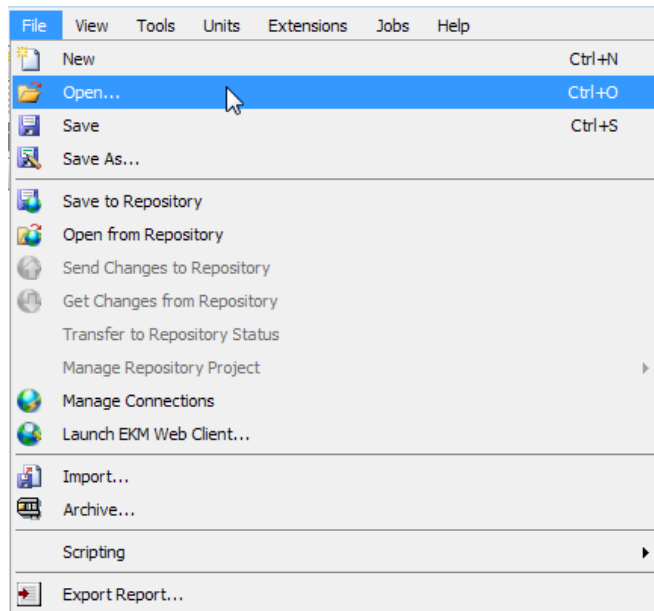 File View Tools Units Extensions Jobs Help
New Ctrl+N
Open... Ctrl+O
Save Ctrl+S
Save As...
Save to Repository
Open from Repository
Send Changes to Repository
Get Changes from Repository
Transfer to Repository Status
Manage Repository Project
Manage Connections
Launch EKM Web Client...
Import...
Archive...
Scripting
Export Report...